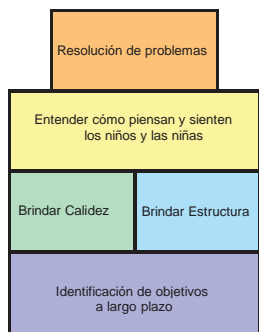 Resolución de problemas
Entender cómo piensan y sienten
los niños y las niñas
Brindar Calidez
Brindar Estructura
Identificación de objetivos
a largo plazo